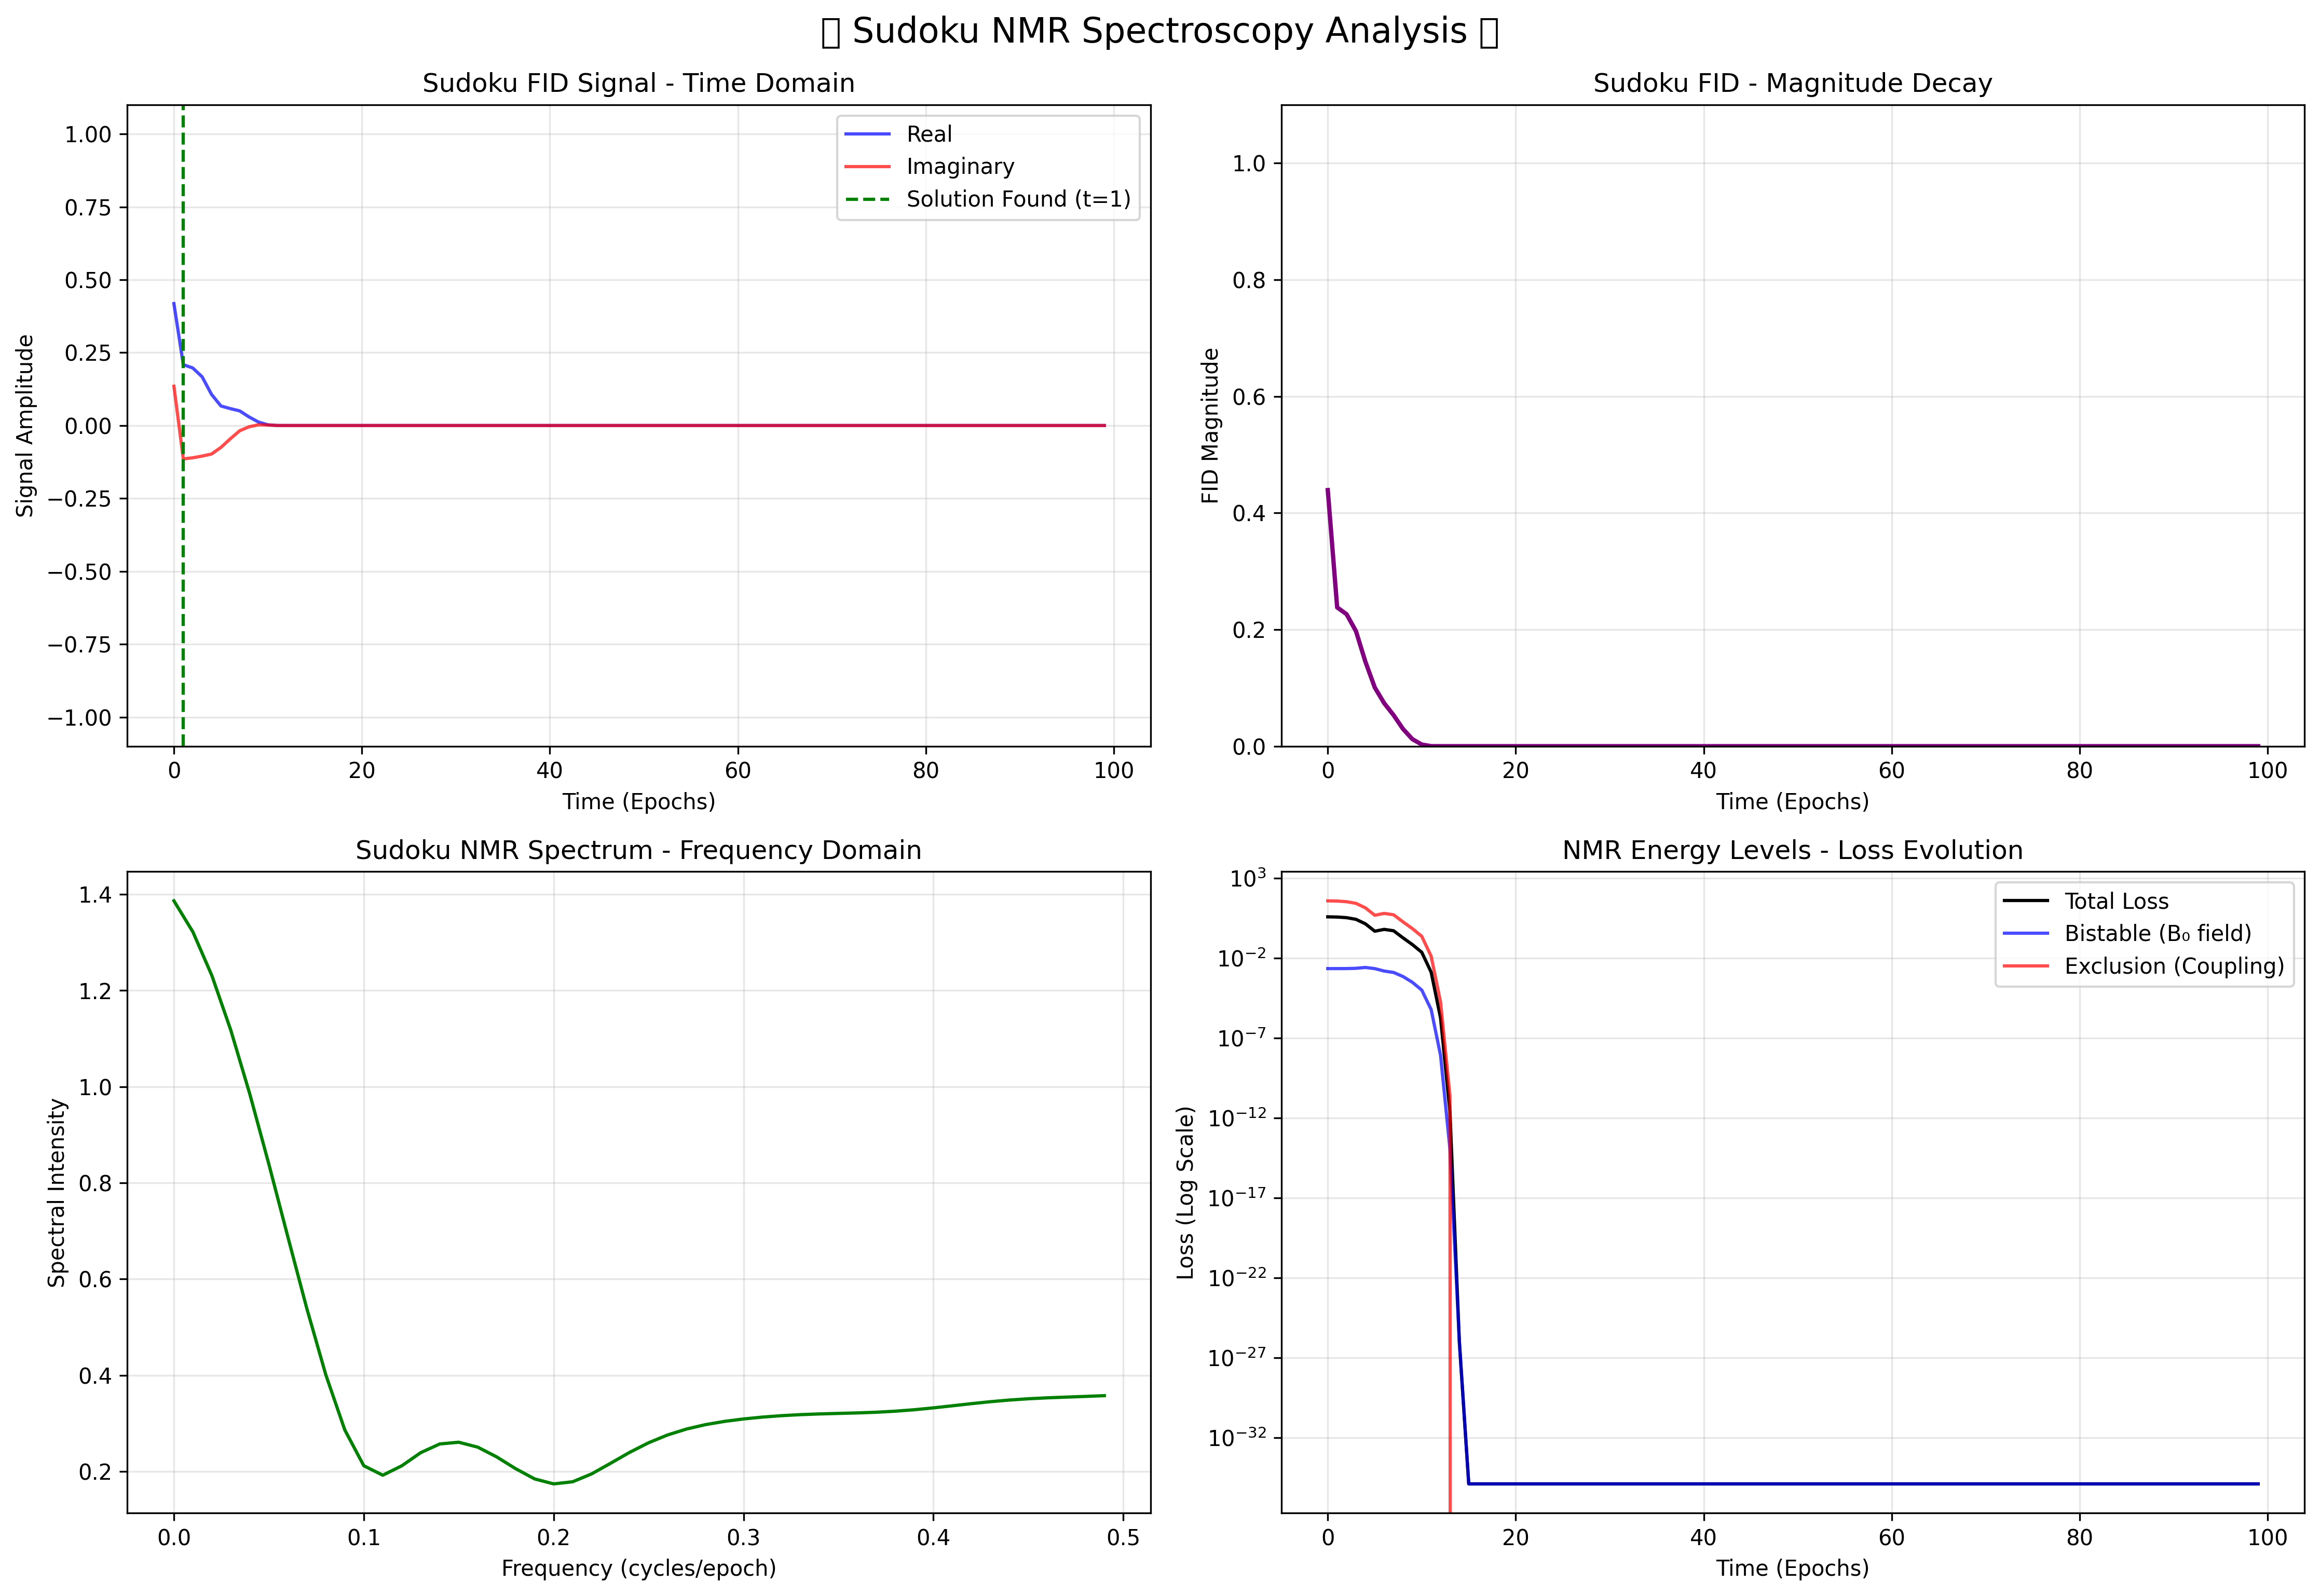 ▯ Sudoku NMR Spectroscopy Analysis ▯
Sudoku FID Signal - Time Domain
Signal Amplitude
1.00
0.75
0.50
0.25
0.00
−0.25
−0.50
−0.75
−1.00
Real
Imaginary
Solution Found (t=1)
0 20 40 60 80 100
Time (Epochs)
Sudoku FID - Magnitude Decay
FID Magnitude
1.0
0.8
0.6
0.4
0.2
0.0
0 20 40 60 80 100
Time (Epochs)
Sudoku NMR Spectrum - Frequency Domain
Spectral Intensity
1.4
1.2
1.0
0.8
0.6
0.4
0.2
0.0 0.1 0.2 0.3 0.4 0.5
Frequency (cycles/epoch)
NMR Energy Levels - Loss Evolution
Loss (Log Scale)
10³
10⁻²
10⁻⁷
10⁻¹²
10⁻¹⁷
10⁻²²
10⁻²⁷
10⁻³²
Total Loss
Bistable (B₀ field)
Exclusion (Coupling)
0 20 40 60 80 100
Time (Epochs)